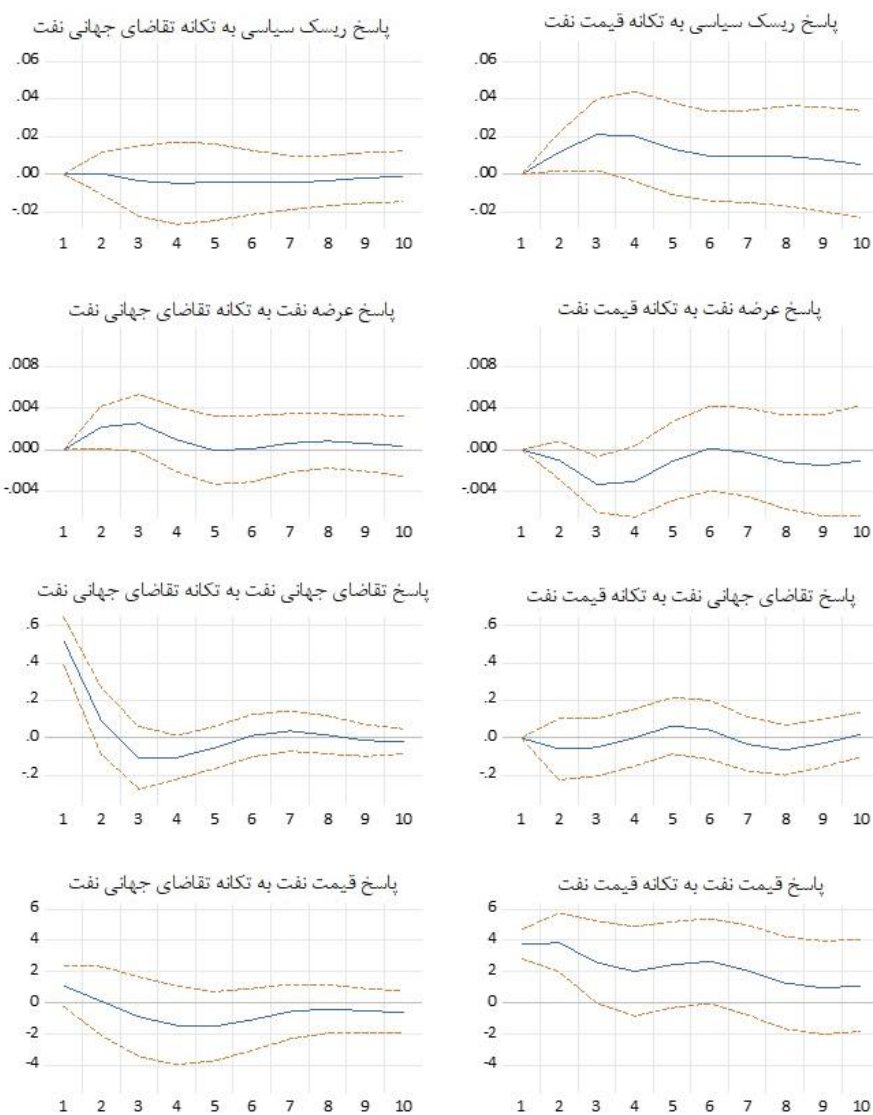 پاسخ ریسک سیاسی به تکانه قیمت نفت
.06
.04
.02
.00
-.02
1 2 3 4 5 6 7 8 9 10
پاسخ ریسک سیاسی به تکانه تقاضای جهانی نفت
.06
.04
.02
.00
-.02
1 2 3 4 5 6 7 8 9 10
پاسخ عرضه نفت به تکانه قیمت نفت
.008
.004
.000
-.004
1 2 3 4 5 6 7 8 9 10
پاسخ عرضه نفت به تکانه تقاضای جهانی نفت
.008
.004
.000
-.004
1 2 3 4 5 6 7 8 9 10
پاسخ تقاضای جهانی نفت به تکانه قیمت نفت
.6
.4
.2
.0
-.2
1 2 3 4 5 6 7 8 9 10
پاسخ تقاضای جهانی نفت به تکانه تقاضای جهانی نفت
.6
.4
.2
.0
-.2
1 2 3 4 5 6 7 8 9 10
پاسخ قیمت نفت به تکانه قیمت نفت
6
4
2
0
-2
-4
1 2 3 4 5 6 7 8 9 10
پاسخ قیمت نفت به تکانه تقاضای جهانی نفت
6
4
2
0
-2
-4
1 2 3 4 5 6 7 8 9 10